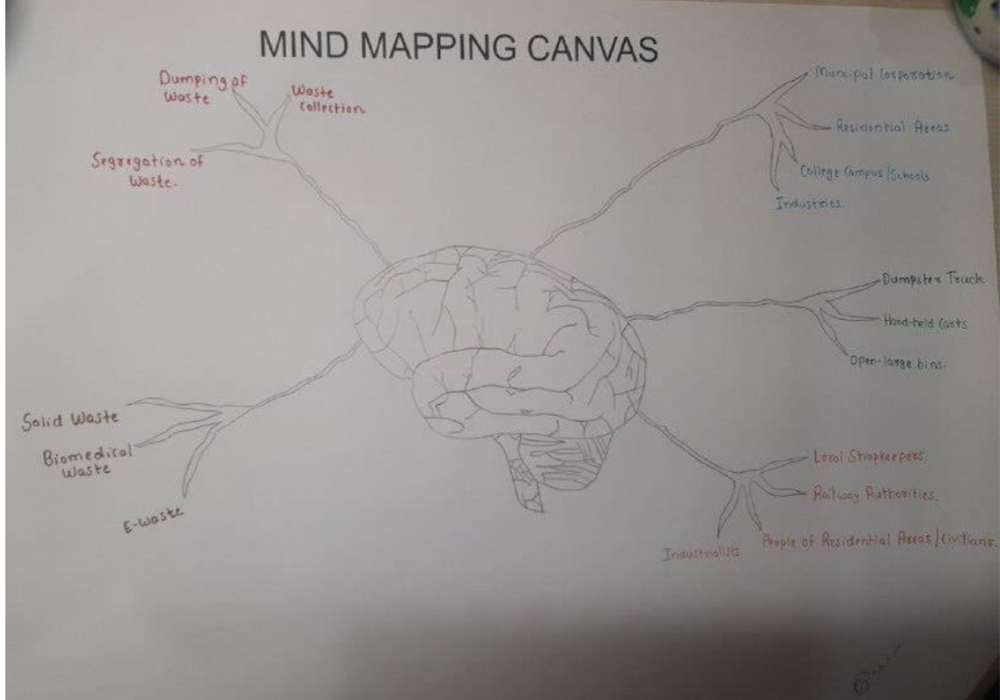 MIND MAPPING CANVAS
Dumping of
Waste
Waste
Collection
Segregation of
Waste.
Muncipal Corporation
Residential Areas
College Campus/Schools
Industries.
Dumpster Truck
Hand-held Carts
Open-large bins.
Solid Waste
Biomedical
Waste
E-Waste
Local Shopkeepers
Railway Authorities.
People of Residential Areas/Civilians.
Industrialists